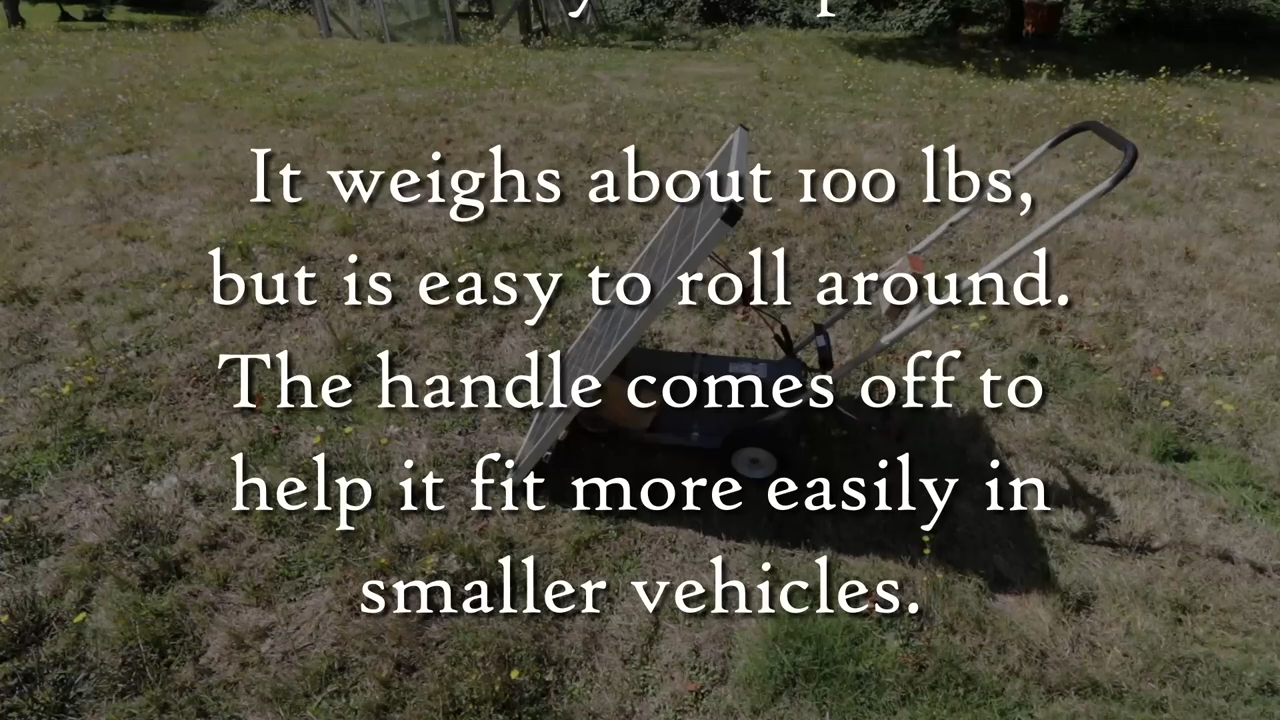 It weighs about 100 lbs,
but is easy to roll around.
The handle comes off to
help it fit more easily in
smaller vehicles.